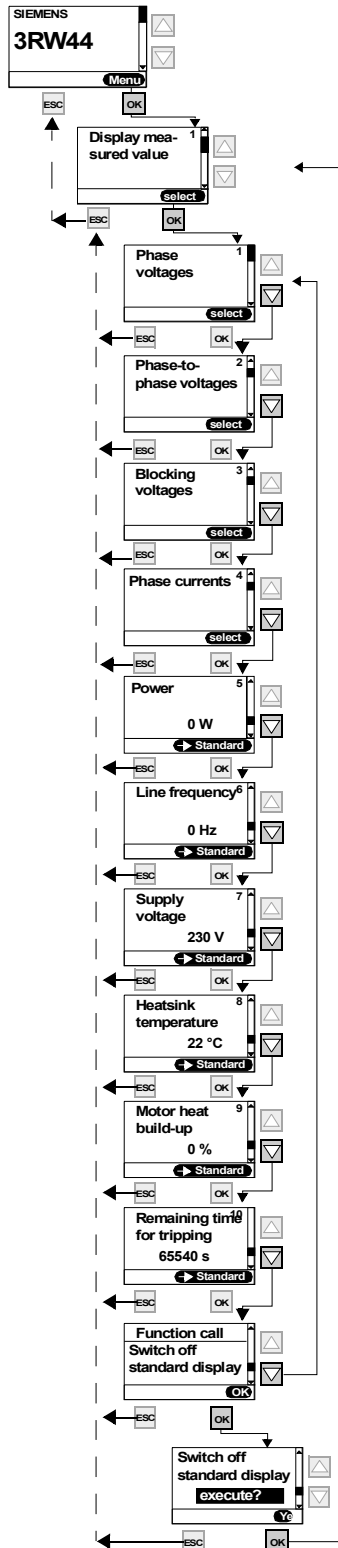 SIEMENS
3RW44
Menu
ESC
OK
Display mea-
sured value
1
select
ESC
OK
Phase
voltages
1
select
ESC
OK
Phase-to-
phase voltages
2
select
ESC
OK
Blocking
voltages
3
select
ESC
OK
Phase currents
4
select
ESC
OK
Power
5
0 W
Standard
ESC
OK
Line frequency
6
0 Hz
Standard
ESC
OK
Supply
voltage
7
230 V
Standard
ESC
OK
Heatsink
temperature
8
22 °C
Standard
ESC
OK
Motor heat
build-up
9
0 %
Standard
ESC
OK
Remaining time
for tripping
10
65540 s
Standard
ESC
OK
Function call
Switch off
standard display
OK
ESC
OK
Switch off
standard display
execute?
Ye
ESC
OK